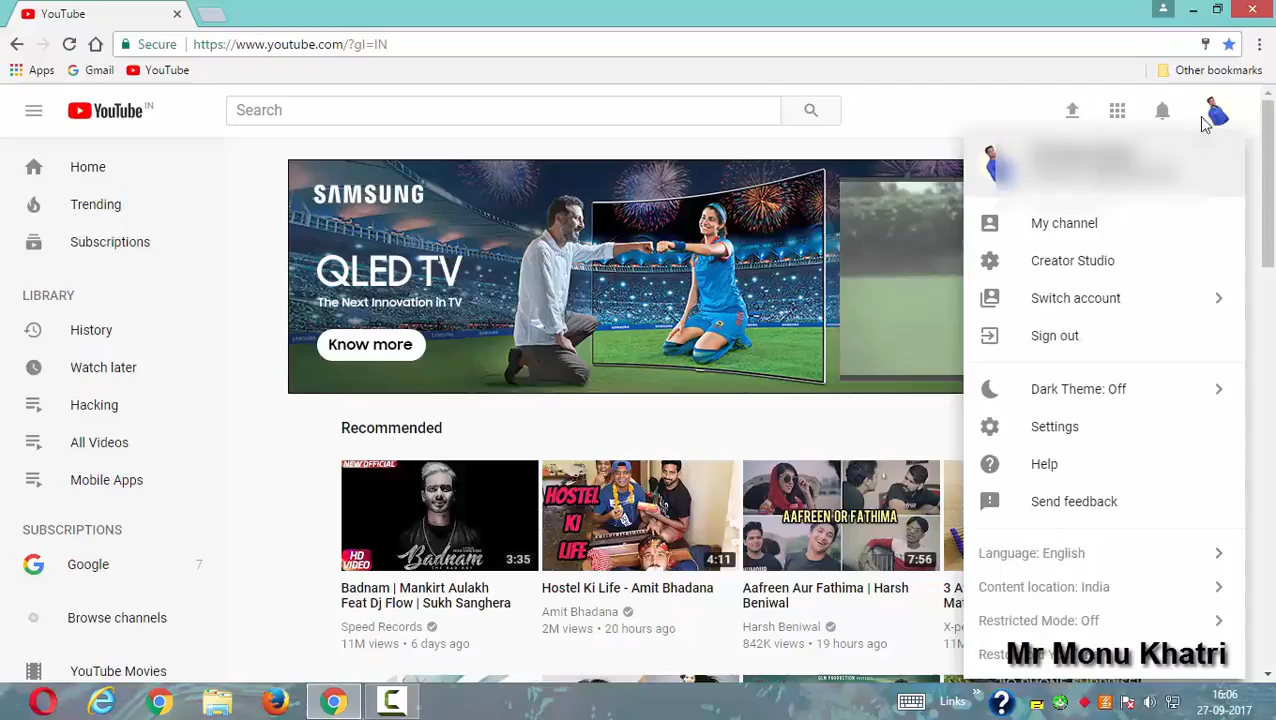 YouTube
Secure https://www.youtube.com/?gl=IN
Apps Gmail YouTube Other bookmarks
YouTube IN
Search
Home
Trending
Subscriptions
LIBRARY
History
Watch later
Hacking
All Videos
Mobile Apps
SUBSCRIPTIONS
Google 7
Browse channels
YouTube Movies
SAMSUNG
QLED TV
The Next Innovation in TV
Know more
SAMSUNG
Recommended
NEW OFFICIAL
HD VIDEO
Badnam
3:35
Badnam | Mankirt Aulakh
Feat Dj Flow | Sukh Sanghera
Speed Records
11M views • 6 days ago
HOSTEL
KI
LIFE
4:11
Hostel Ki Life - Amit Bhadana
Amit Bhadana
2M views • 20 hours ago
AAFREEN OR FATHIMA
7:56
Aafreen Aur Fathima | Harsh
Beniwal
Harsh Beniwal
842K views • 19 hours ago
My channel
Creator Studio
Switch account
Sign out
Dark Theme: Off
Settings
Help
Send feedback
Language: English
Content location: India
Restricted Mode: Off
Mr Monu Khatri
Links
16:06
27-09-2017